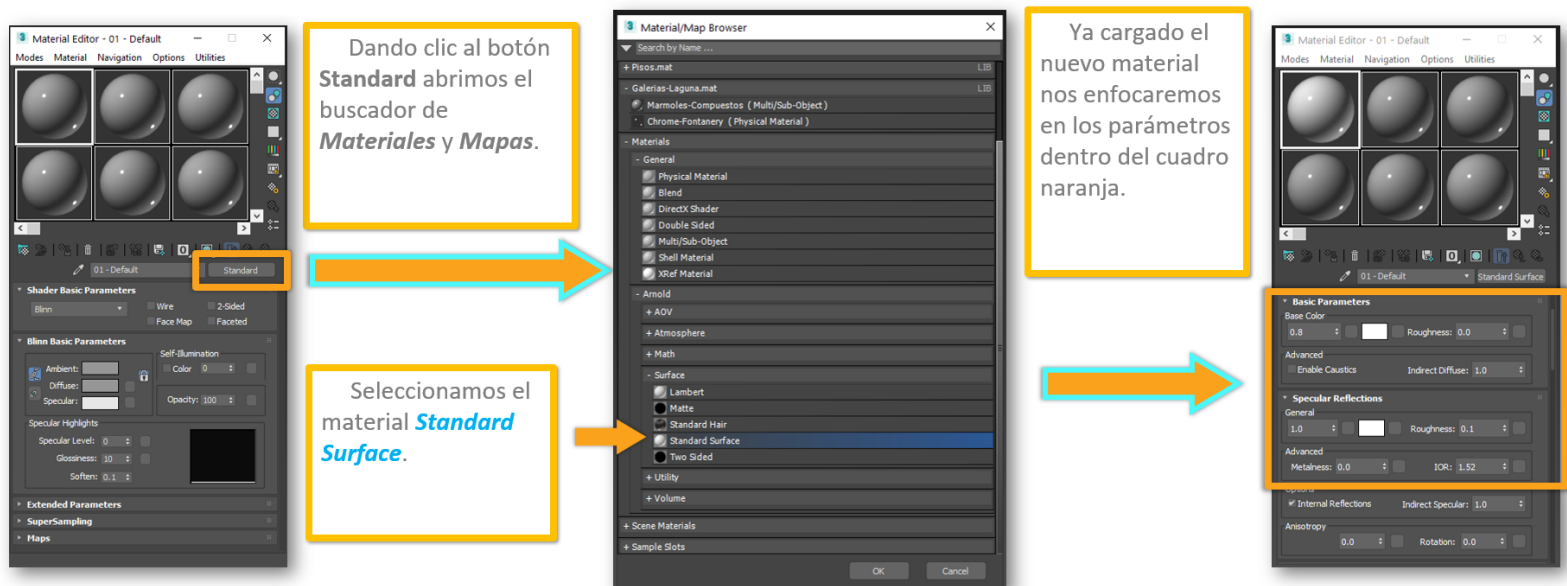 Material Editor - 01 - Default
Modes Material Navigation Options Utilities
01 - Default Standard
Shader Basic Parameters
Blinn
Wire 2-Sided
Face Map Faceted
Blinn Basic Parameters
Self-Illumination
Ambient: Color 0
Diffuse:
Specular: Opacity: 100
Specular Highlights
Specular Level: 0
Glossiness: 10
Soften: 0.1
Extended Parameters
SuperSampling
Maps
Dando clic al botón
Standard abrimos el
buscador de
Materiales y Mapas.
Seleccionamos el
material Standard
Surface.
Material/Map Browser
Search by Name ...
+ Pisos.mat LIB
- Galerias-Laguna.mat LIB
Marmoles-Compuestos ( Multi/Sub-Object )
Chrome-Fontanery ( Physical Material )
- Materials
- General
Physical Material
Blend
DirectX Shader
Double Sided
Multi/Sub-Object
Shell Material
XRef Material
- Arnold
+ AOV
+ Atmosphere
+ Math
- Surface
Lambert
Matte
Standard Hair
Standard Surface
Two Sided
+ Utility
+ Volume
+ Scene Materials
+ Sample Slots
OK Cancel
Ya cargado el
nuevo material
nos enfocaremos
en los parámetros
dentro del cuadro
naranja.
Material Editor - 01 - Default
Modes Material Navigation Options Utilities
01 - Default Standard Surface
Basic Parameters
Base Color
0.8 Roughness: 0.0
Advanced
Enable Caustics Indirect Diffuse: 1.0
Specular Reflections
General
1.0 Roughness: 0.1
Advanced
Metalness: 0.0 IOR: 1.52
Options
Internal Reflections Indirect Specular: 1.0
Anisotropy
0.0 Rotation: 0.0